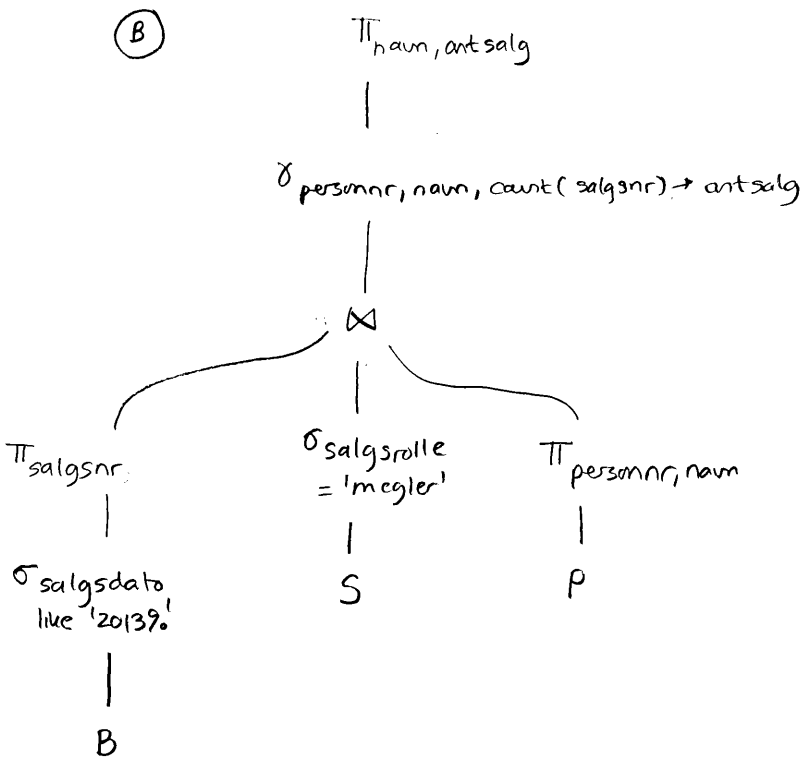 B
π navn, antsalg
γ personnr, navn, count(salgsnr) → antsalg
⋈
π salgsnr
σ salgsrolle
= 'megler'
π personnr, navn
σ salgsdato
like '2013%'
S
P
B